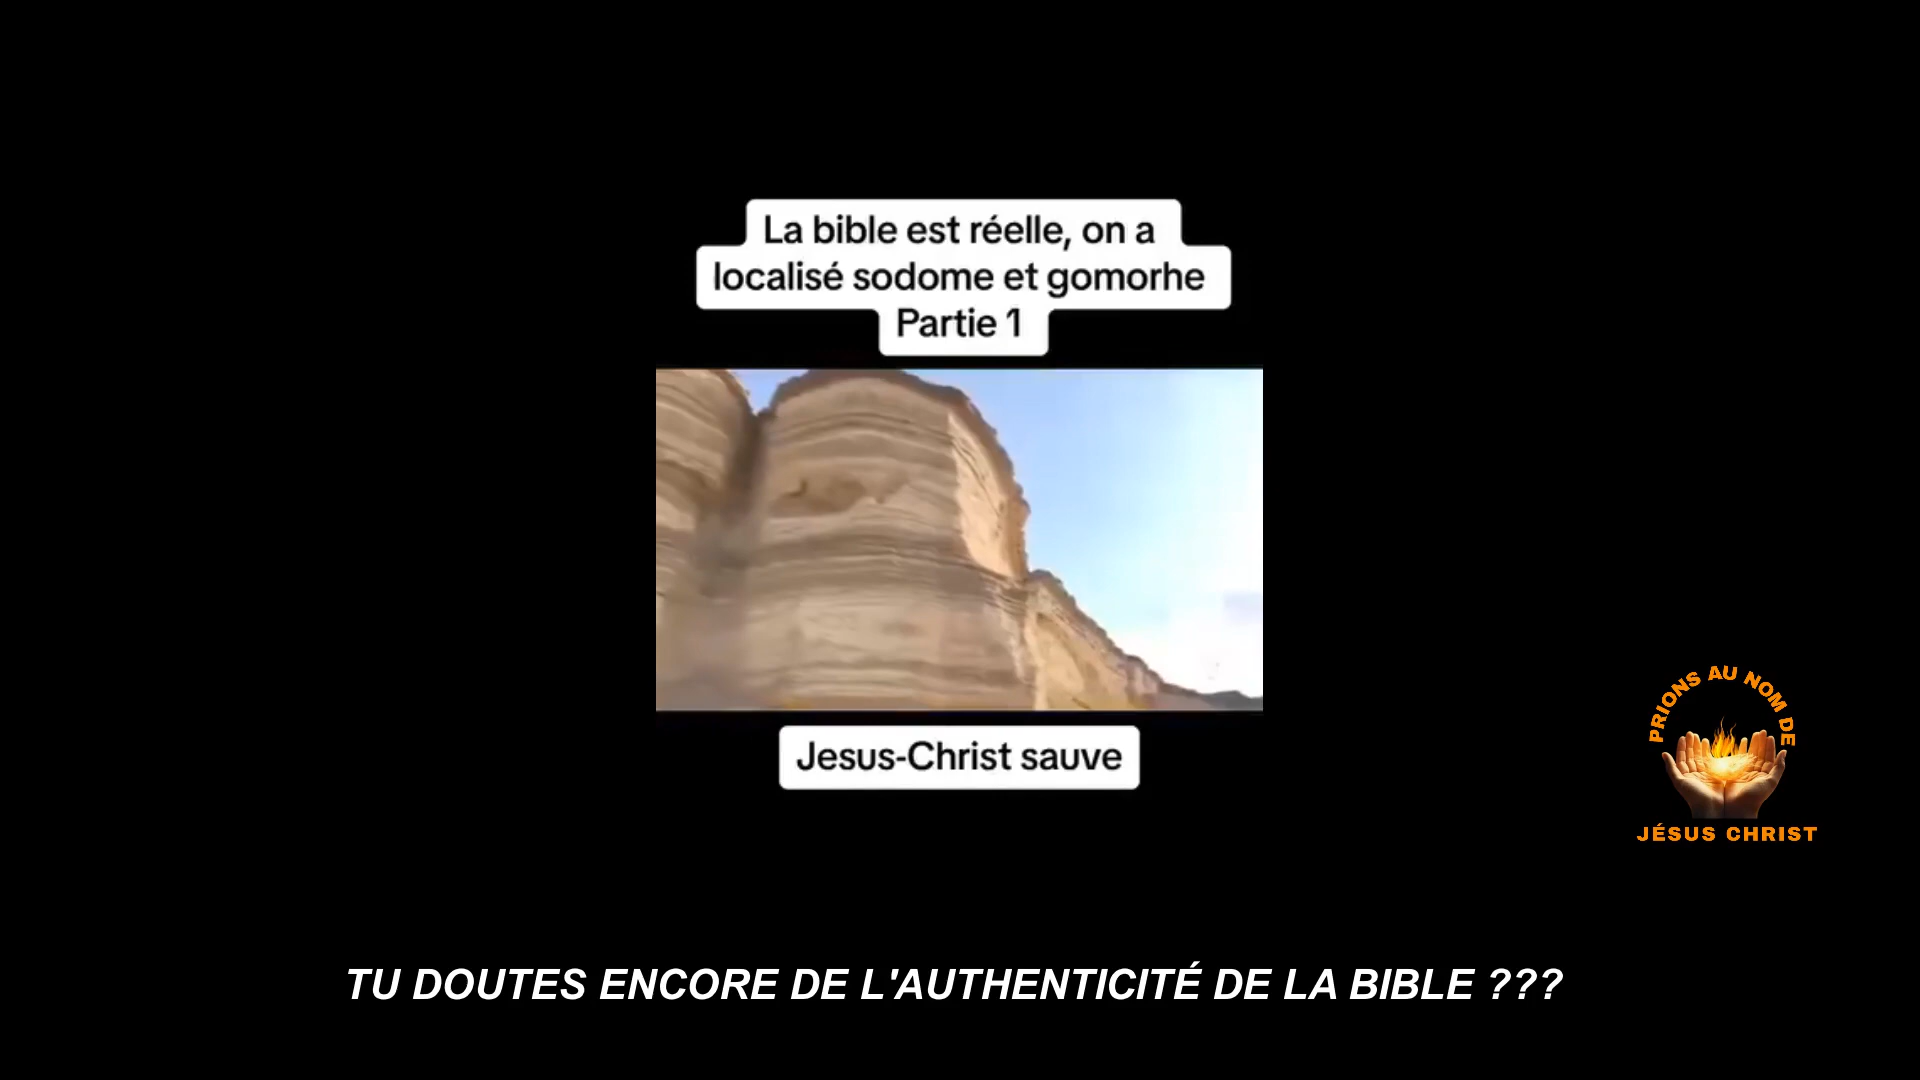 La bible est réelle, on a
localisé sodome et gomorhe
Partie 1
Jesus-Christ sauve
PRIONS AU NOM DE
JÉSUS CHRIST
TU DOUTES ENCORE DE L'AUTHENTICITÉ DE LA BIBLE ???